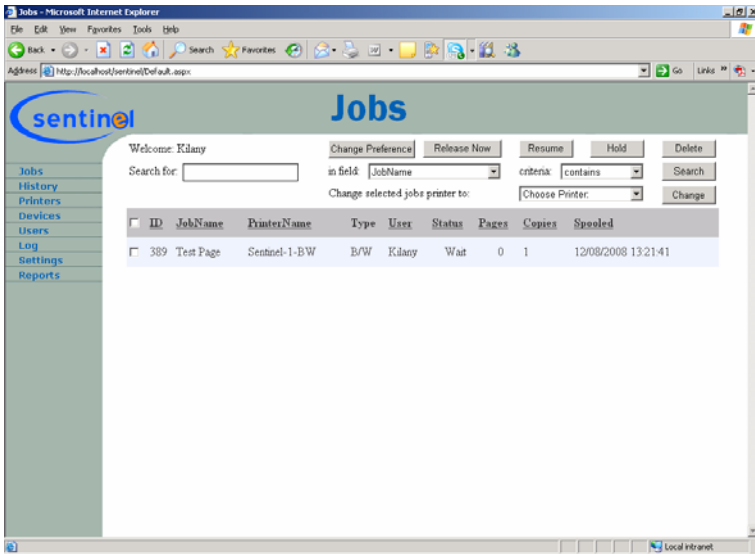 Jobs - Microsoft Internet Explorer
File Edit View Favorites Tools Help
Back Search Favorites
Address http://localhost/sentinel/Default.aspx Go Links »
sentinel
Jobs
Welcome: Kilany Change Preference Release Now Resume Hold Delete
Search for: in field: JobName criteria: contains Search
Change selected jobs printer to: Choose Printer: Change
Jobs
History
Printers
Devices
Users
Log
Settings
Reports
ID JobName PrinterName Type User Status Pages Copies Spooled
389 Test Page Sentinel-1-BW B/W Kilany Wait 0 1 12/08/2008 13:21:41
Local intranet